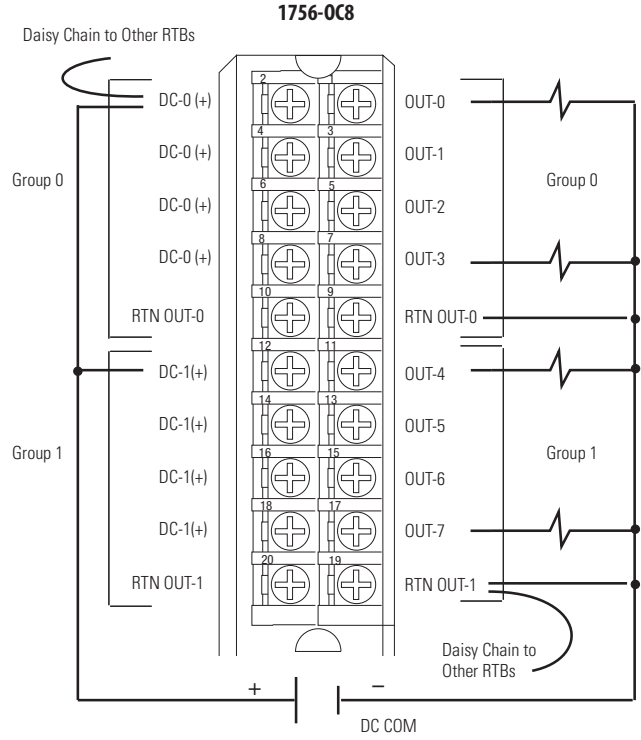 1756-0C8
Daisy Chain to Other RTBs
2 1
DC-0 (+) OUT-0
4 3
DC-0 (+) OUT-1
Group 0 Group 0
6 5
DC-0 (+) OUT-2
8 7
DC-0 (+) OUT-3
10 9
RTN OUT-0 RTN OUT-0
12 11
DC-1(+) OUT-4
14 13
DC-1(+) OUT-5
Group 1 Group 1
16 15
DC-1(+) OUT-6
18 17
DC-1(+) OUT-7
20 19
RTN OUT-1 RTN OUT-1
Daisy Chain to
Other RTBs
+ –
DC COM